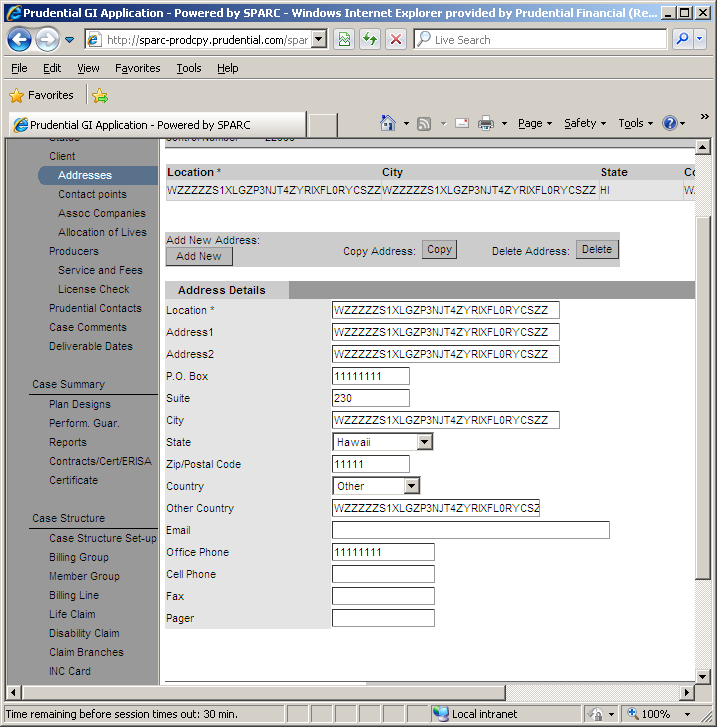 Prudential GI Application - Powered by SPARC - Windows Internet Explorer provided by Prudential Financial (Re...
http://sparc-prodcpy.prudential.com/spar
Live Search
File Edit View Favorites Tools Help
Favorites
Prudential GI Application - Powered by SPARC
Page Safety Tools
Client
Addresses
Contact points
Assoc Companies
Allocation of Lives
Producers
Service and Fees
License Check
Prudential Contacts
Case Comments
Deliverable Dates
Case Summary
Plan Designs
Perform. Guar.
Reports
Contracts/Cert/ERISA
Certificate
Case Structure
Case Structure Set-up
Billing Group
Member Group
Billing Line
Life Claim
Disability Claim
Claim Branches
INC Card
Location * City State Co
WZZZZZS1XLGZP3NJT4ZYRIXFL0RYCSZZ WZZZZZS1XLGZP3NJT4ZYRIXFL0RYCSZZ HI W
Add New Address:
Add New Copy Address: Copy Delete Address: Delete
Address Details
Location * WZZZZZS1XLGZP3NJT4ZYRIXFL0RYCSZZ
Address1 WZZZZZS1XLGZP3NJT4ZYRIXFL0RYCSZZ
Address2 WZZZZZS1XLGZP3NJT4ZYRIXFL0RYCSZZ
P.O. Box 11111111
Suite 230
City WZZZZZS1XLGZP3NJT4ZYRIXFL0RYCSZZ
State Hawaii
Zip/Postal Code 11111
Country Other
Other Country WZZZZZS1XLGZP3NJT4ZYRIXFL0RYCSZ
Email
Office Phone 11111111
Cell Phone
Fax
Pager
Time remaining before session times out: 30 min. Local intranet 100%